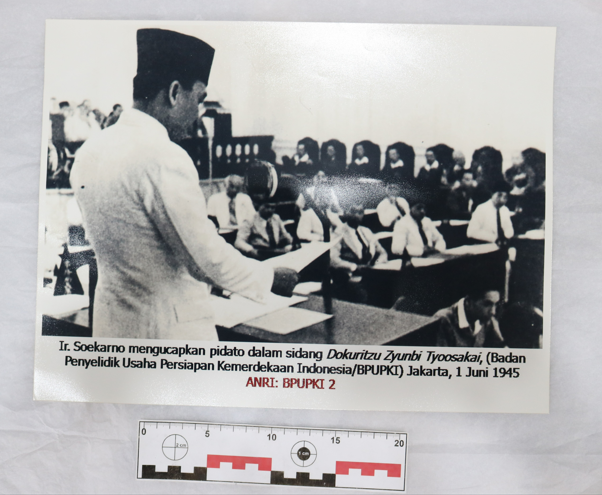 Ir. Soekarno mengucapkan pidato dalam sidang Dokuritzu Zyunbi Tyoosakai, (Badan
Penyelidik Usaha Persiapan Kemerdekaan Indonesia/BPUPKI) Jakarta, 1 Juni 1945
ANRI: BPUPKI 2
0 5 10 15 20